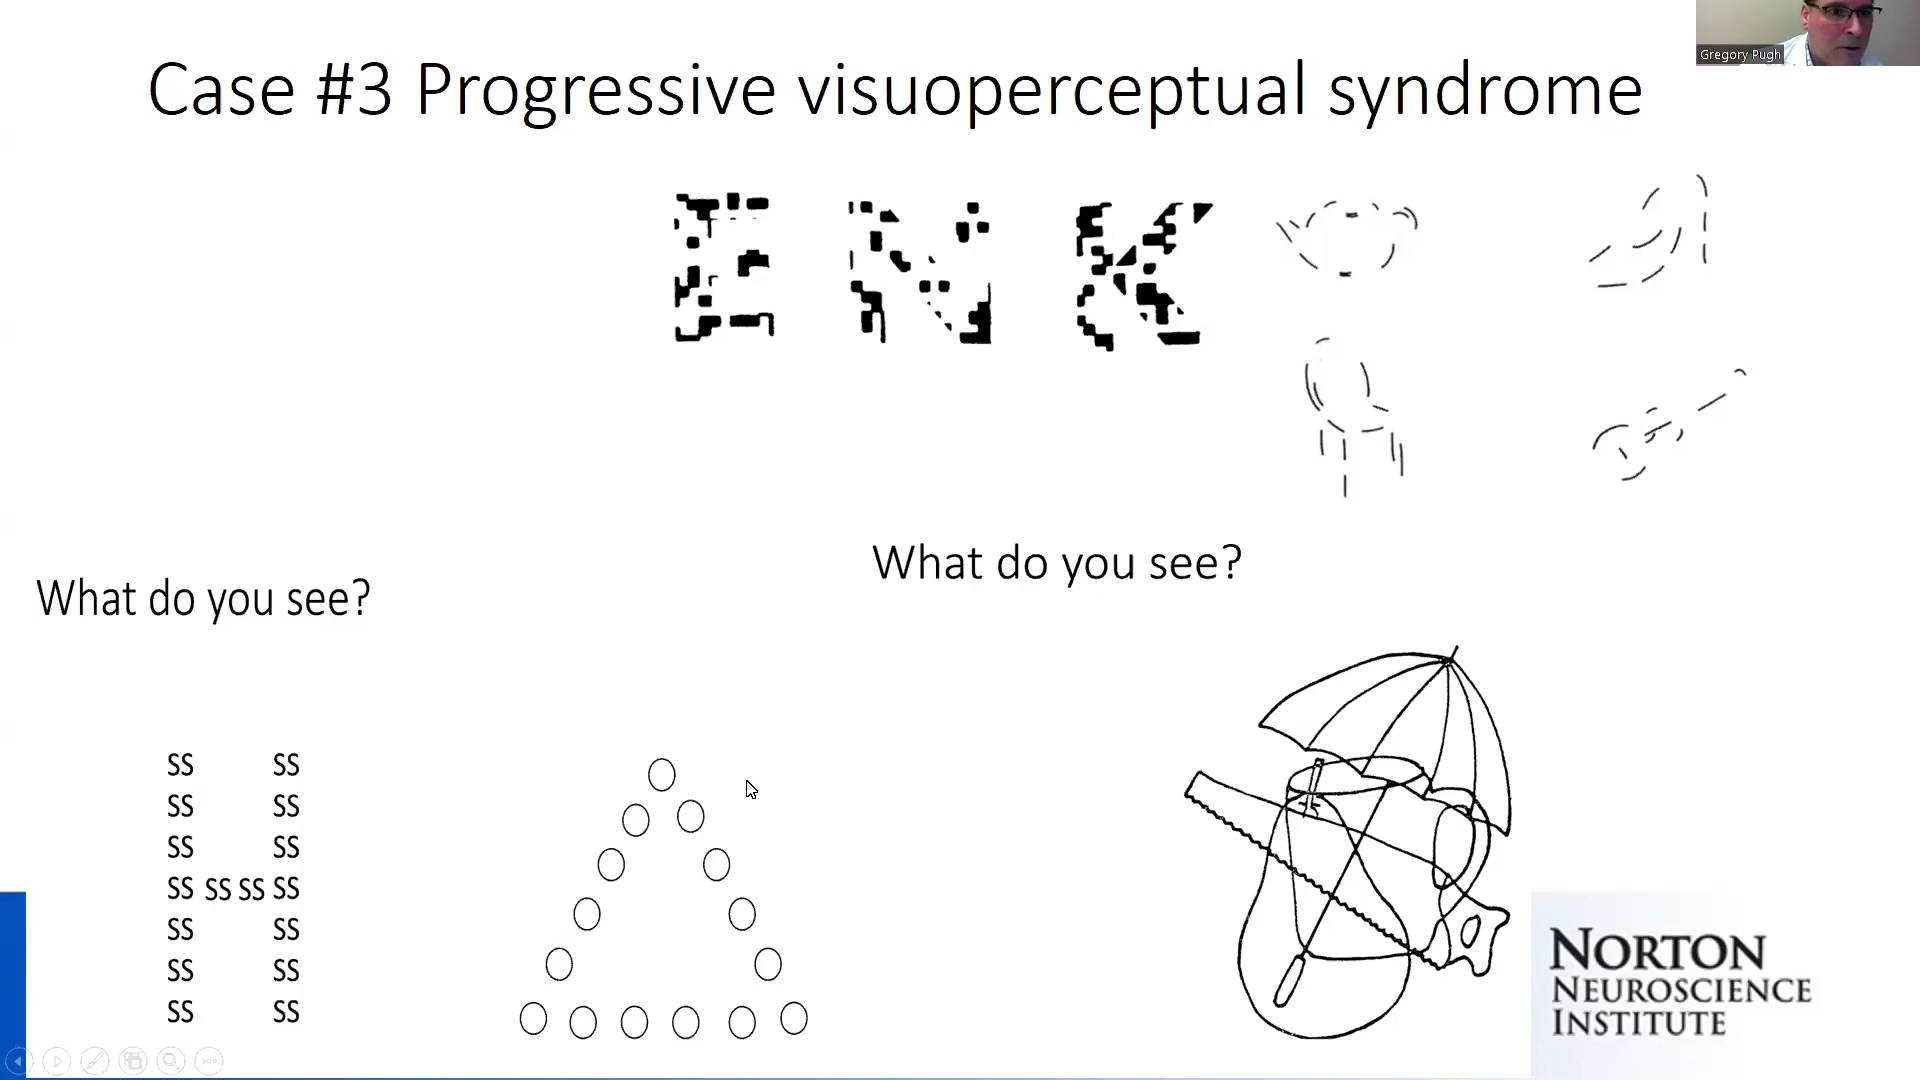 Gregory Pugh
Case #3 Progressive visuoperceptual syndrome
E N K
What do you see?
What do you see?
SS SS
SS SS
SS SS
SS SS SS SS
SS SS
SS SS
SS SS
NORTON
NEUROSCIENCE
INSTITUTE